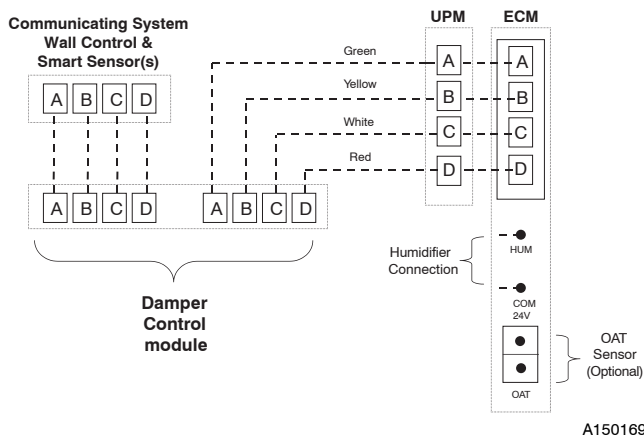 Communicating System
Wall Control &
Smart Sensor(s)
A B C D
A B C D
A B C D
Damper
Control
module
Green
Yellow
White
Red
UPM
A
B
C
D
ECM
A
B
C
D
Humidifier
Connection
HUM
COM
24V
OAT
Sensor
(Optional)
OAT
A150169